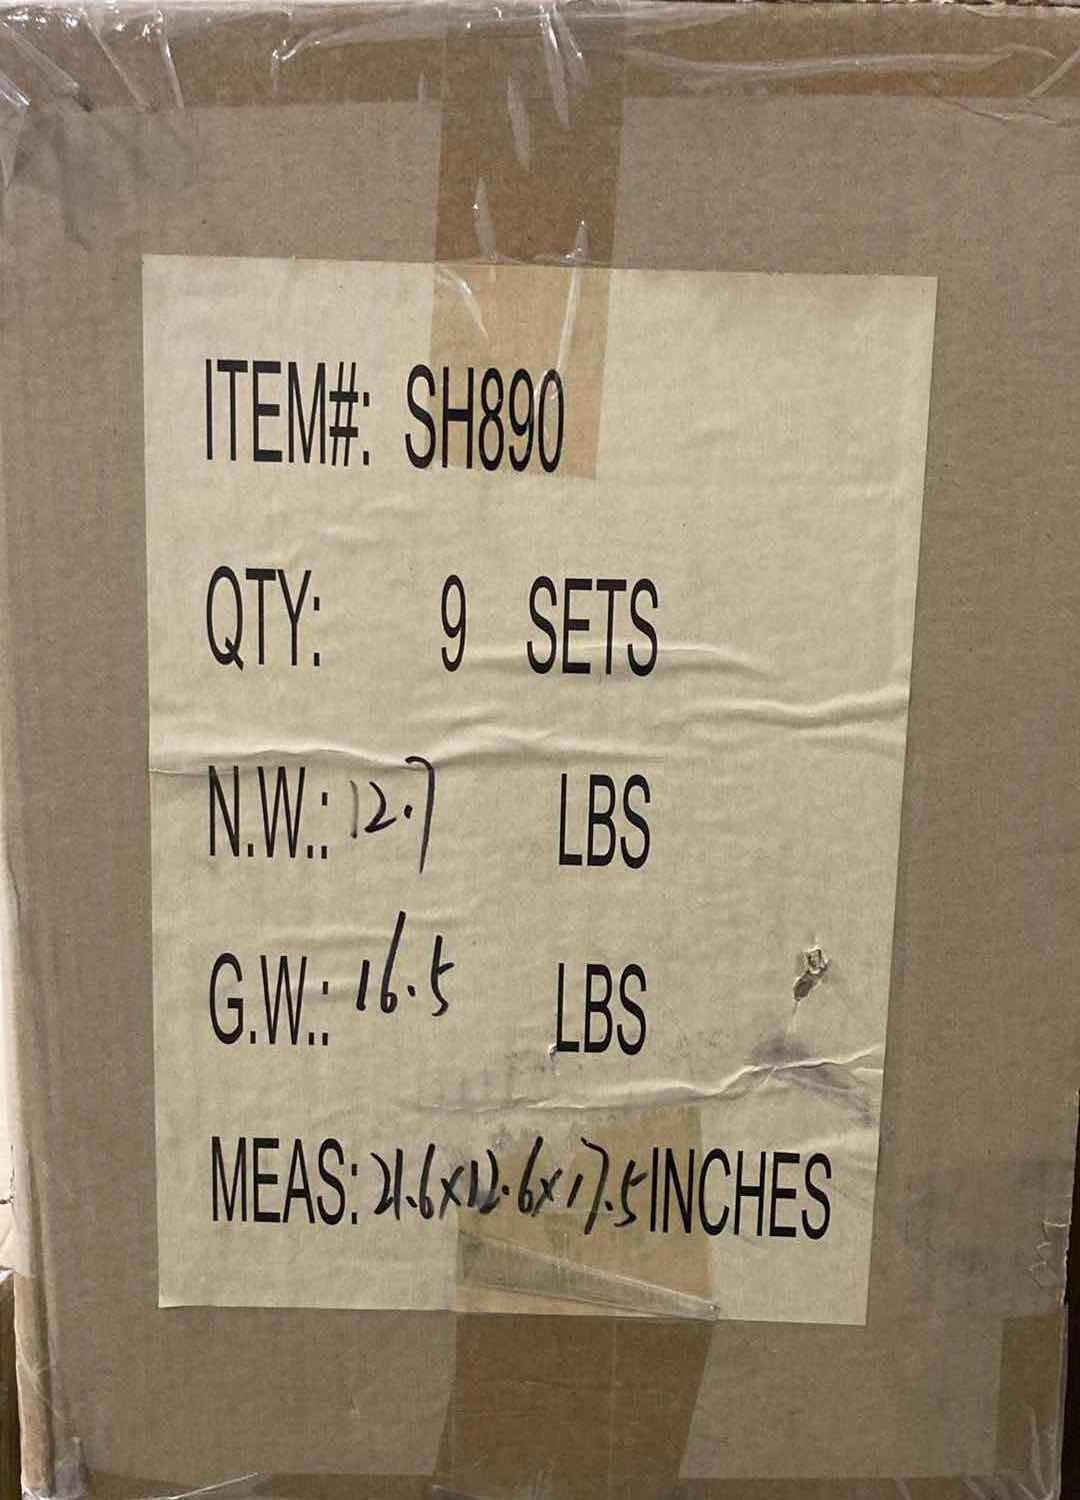 ITEM#: SH890
QTY: 9 SETS
N.W.: 12.7 LBS
G.W.: 16.5 LBS
MEAS: 21.6x12.6x17.5 INCHES